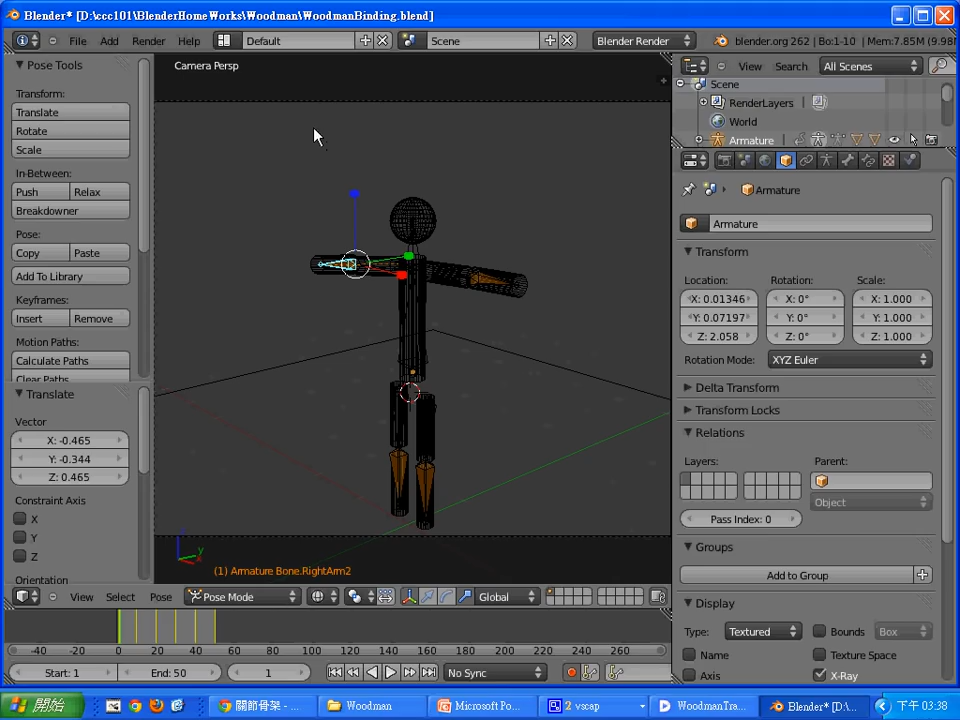 Blender* [D:\ccc101\BlenderHomeWorks\Woodman\WoodmanBinding.blend]
File Add Render Help Default Scene Blender Render blender.org 262 | Bo:1-10 | Mem:7.85M (9.98M
Pose Tools
Transform:
Translate
Rotate
Scale
In-Between:
Push Relax
Breakdowner
Pose:
Copy Paste
Add To Library
Keyframes:
Insert Remove
Motion Paths:
Calculate Paths
Clear Paths
Translate
Vector
X: -0.465
Y: -0.344
Z: 0.465
Constraint Axis
X
Y
Z
Orientation
Camera Persp
(1) Armature Bone.RightArm2
View Select Pose Pose Mode Global
-40 -20 0 20 40 60 80 100 120 140 160 180 200 220 240 260
Start: 1 End: 50 1 No Sync
View Search All Scenes
Scene
RenderLayers
World
Armature
Armature
Armature
Transform
Location: Rotation: Scale:
X: 0.01346 X: 0° X: 1.000
Y: 0.07197 Y: 0° Y: 1.000
Z: 2.058 Z: 0° Z: 1.000
Rotation Mode: XYZ Euler
Delta Transform
Transform Locks
Relations
Layers: Parent:
Object
Pass Index: 0
Groups
Add to Group
Display
Type: Textured Bounds Box
Name Texture Space
Axis X-Ray
開始 關節骨架 - ... Woodman Microsoft Po... 2 vscap WoodmanTra... Blender* [D:\... 下午 03:38